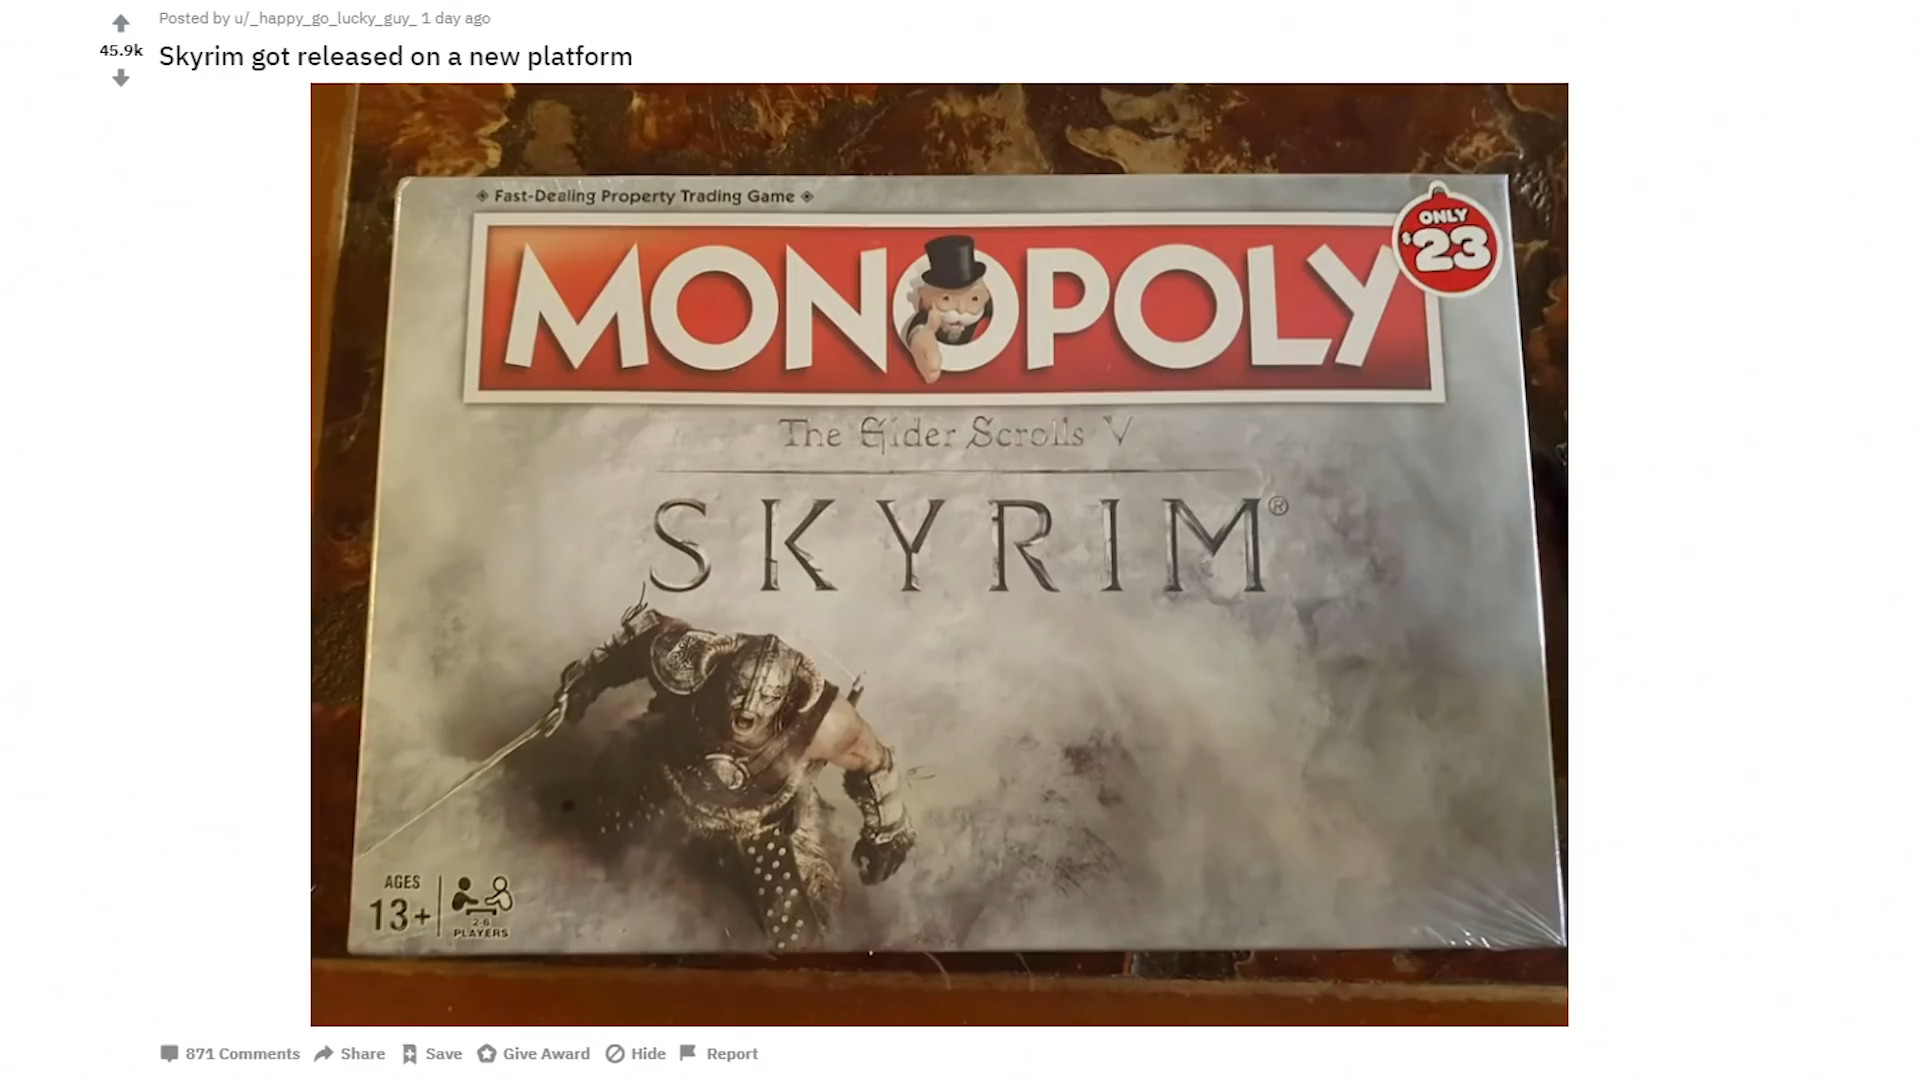 Posted by u/_happy_go_lucky_guy_ 1 day ago
45.9k
Skyrim got released on a new platform
Fast-Dealing Property Trading Game
ONLY
$23
MONOPOLY
The Elder Scrolls V
SKYRIM®
AGES
13+
2-6
PLAYERS
871 Comments Share Save Give Award Hide Report